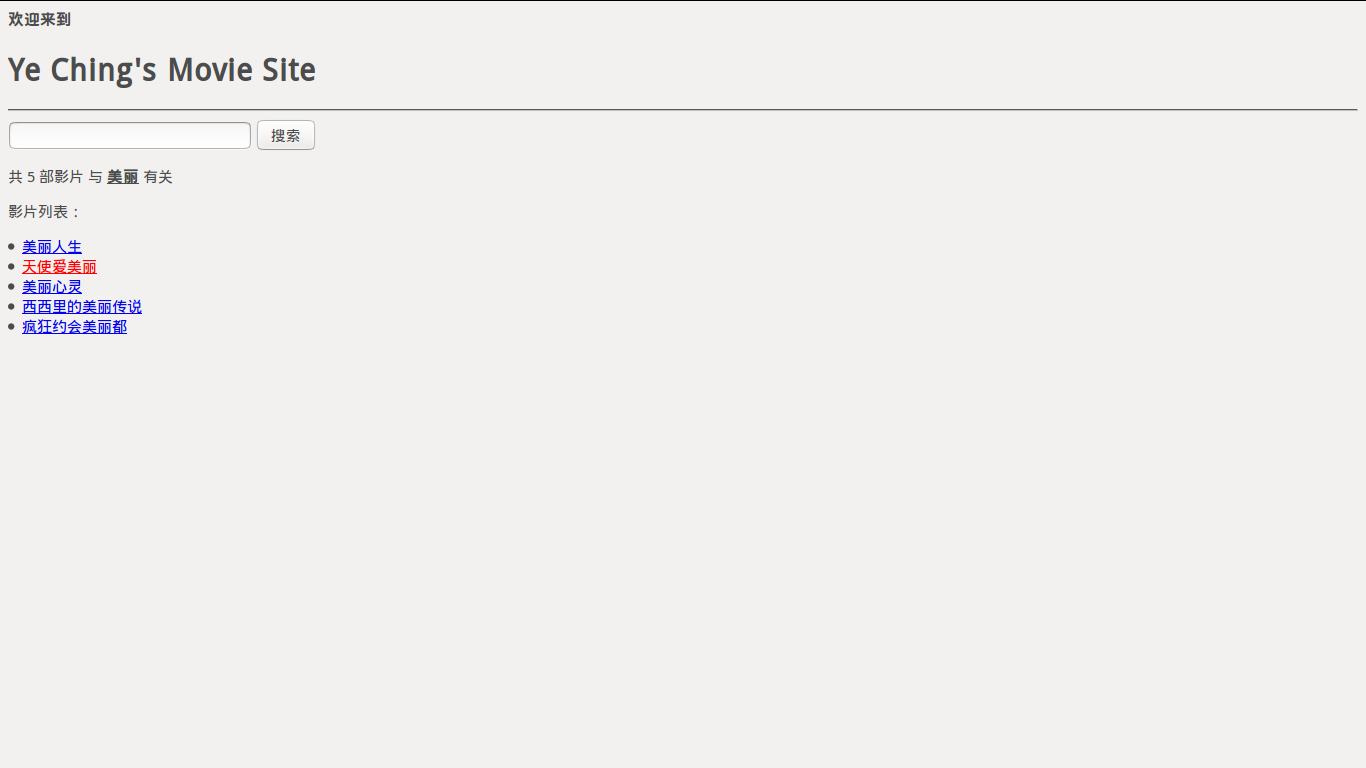 欢迎来到
Ye Ching's Movie Site
搜索
共 5 部影片 与 美丽 有关
影片列表：
美丽人生
天使爱美丽
美丽心灵
西西里的美丽传说
疯狂约会美丽都